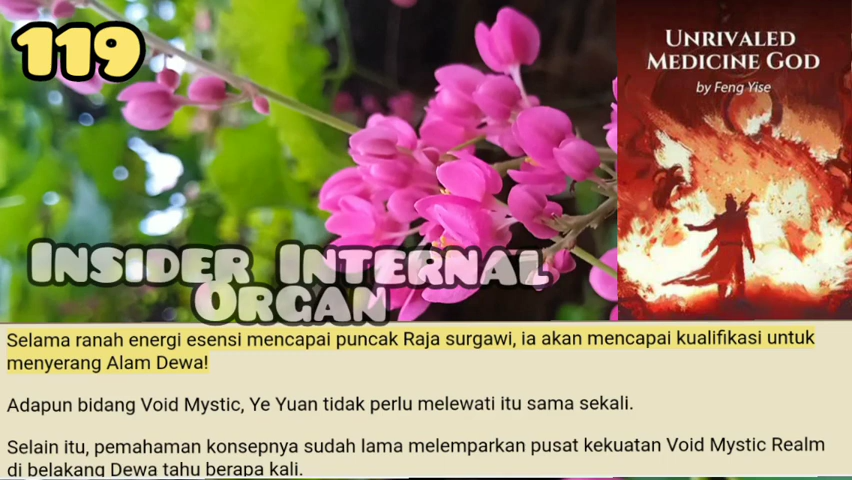 119
UNRIVALED
MEDICINE GOD
by Feng Yise
INSIDER INTERNAL
ORGAN
Selama ranah energi esensi mencapai puncak Raja surgawi, ia akan mencapai kualifikasi untuk
menyerang Alam Dewa!
Adapun bidang Void Mystic, Ye Yuan tidak perlu melewati itu sama sekali.
Selain itu, pemahaman konsepnya sudah lama melemparkan pusat kekuatan Void Mystic Realm
di belakang Dewa tahu berapa kali.